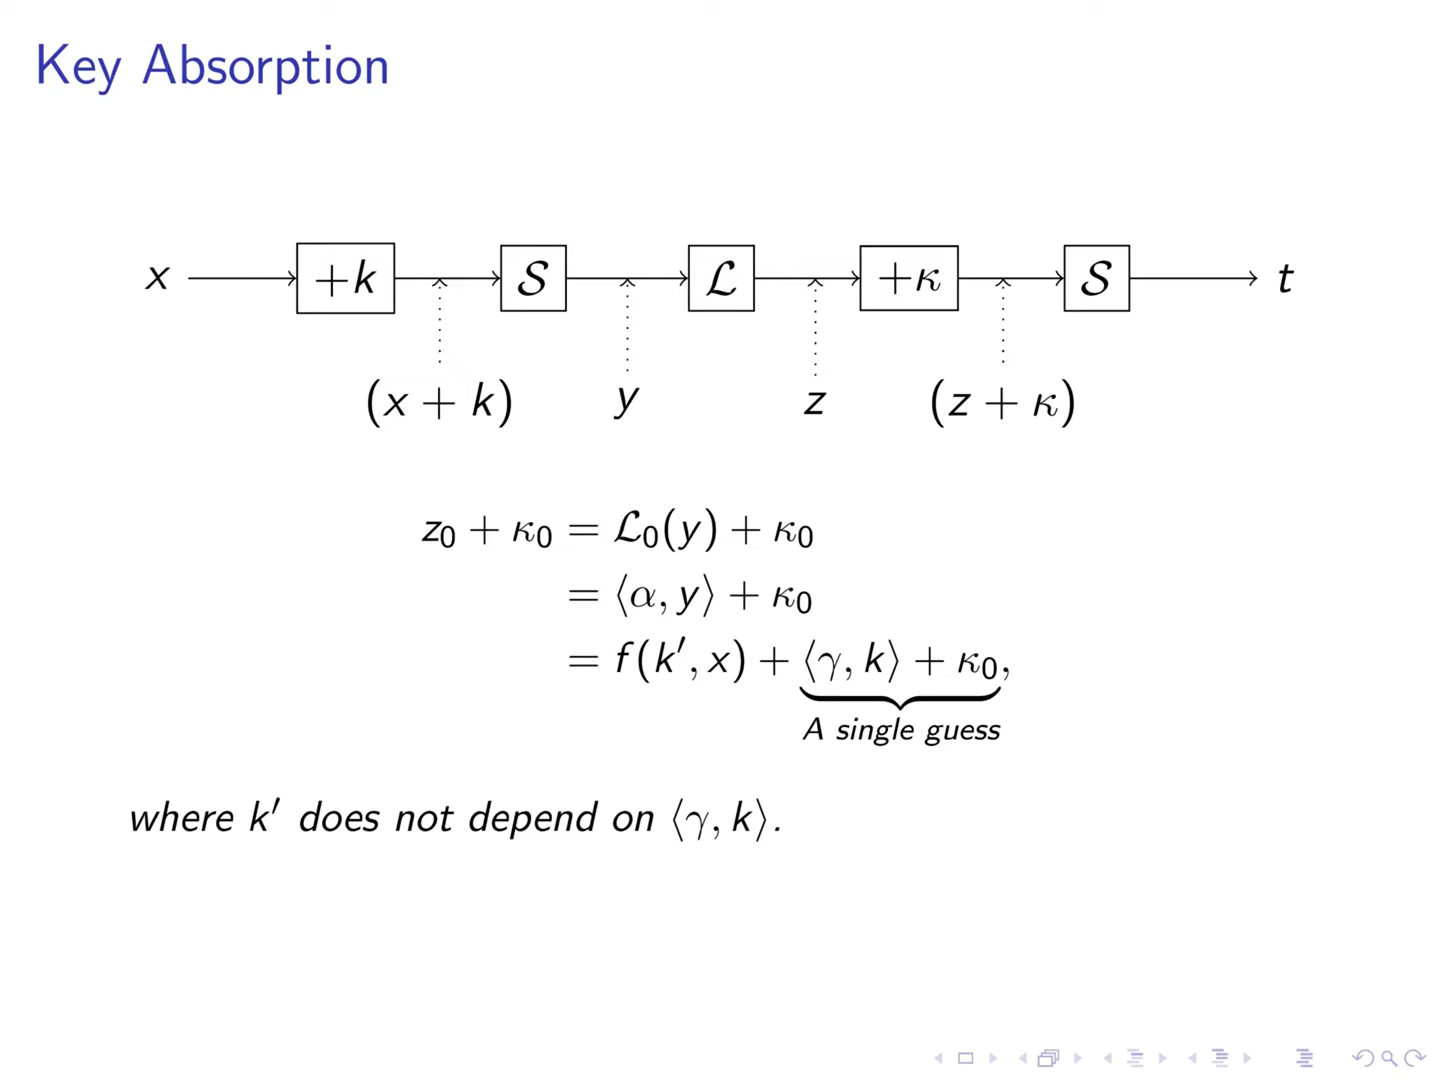 Key Absorption
x +k 𝒮 ℒ +κ 𝒮 t
(x + k) y z (z + κ)
z₀ + κ₀ = ℒ₀(y) + κ₀
= ⟨α, y⟩ + κ₀
= f(k′, x) + ⟨γ, k⟩ + κ₀,
A single guess
where k′ does not depend on ⟨γ, k⟩.